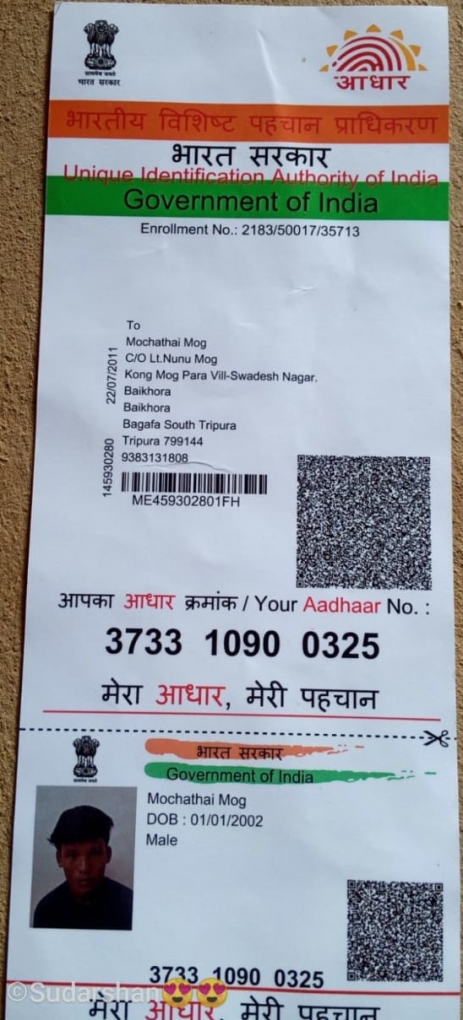 सत्यमेव जयते
भारत सरकार
आधार
भारतीय विशिष्ट पहचान प्राधिकरण
भारत सरकार
Unique Identification Authority of India
Government of India
Enrollment No.: 2183/50017/35713
22/07/2011
145930280
To
Mochathai Mog
C/O Lt.Nunu Mog
Kong Mog Para Vill-Swadesh Nagar.
Baikhora
Baikhora
Bagafa South Tripura
Tripura 799144
9383131808
ME459302801FH
आपका आधार क्रमांक / Your Aadhaar No. :
3733 1090 0325
मेरा आधार, मेरी पहचान
भारत सरकार
Government of India
Mochathai Mog
DOB : 01/01/2002
Male
3733 1090 0325
©Sudarshan😍😍
मेरा आधार, मेरी पहचान